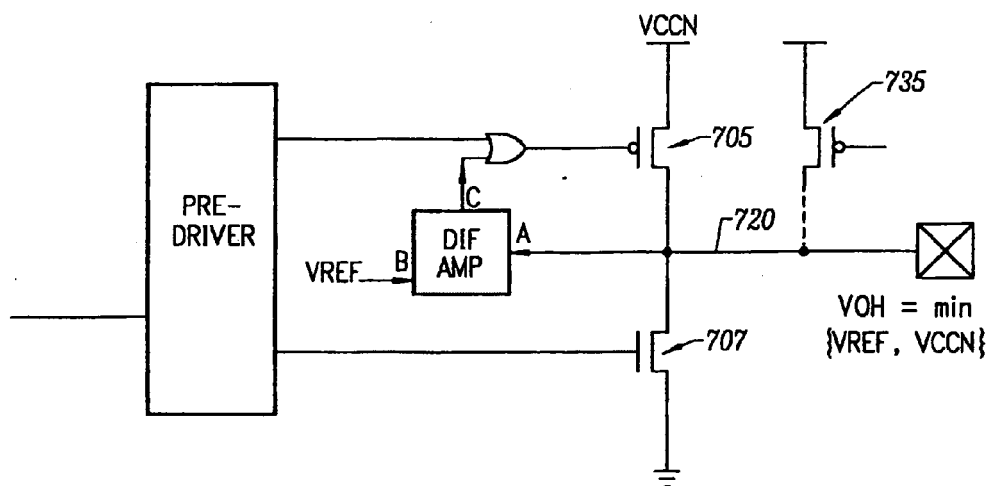 VCCN
735
705
PRE-
DRIVER
C
DIF
AMP
A
B
VREF
720
707
VOH = min
{VREF, VCCN}